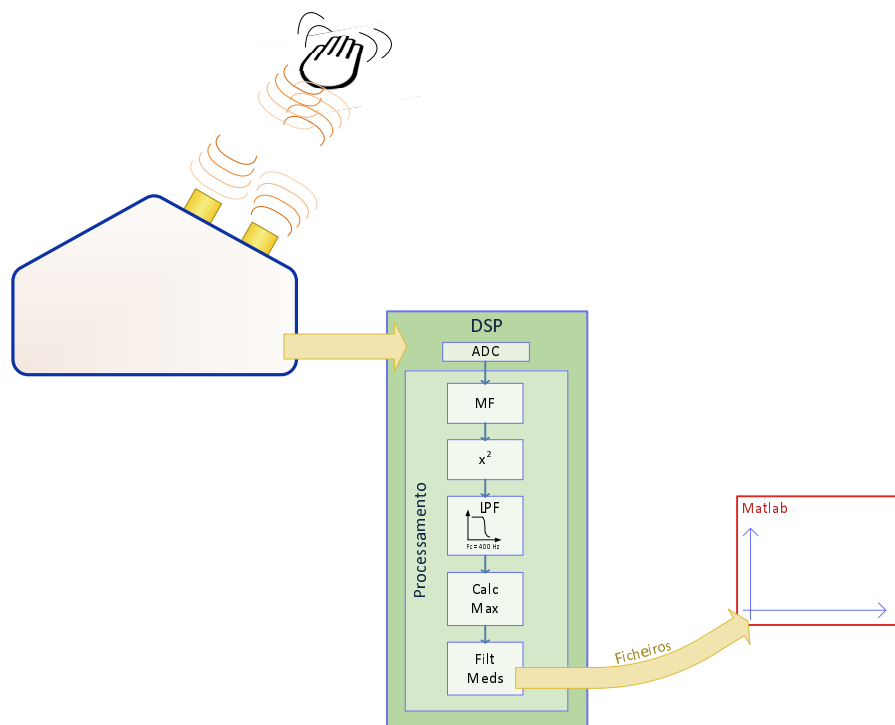 DSP
ADC
Processamento
MF
x²
LPF
Fc = 400 Hz
Calc
Max
Filt
Meds
Ficheiros
Matlab